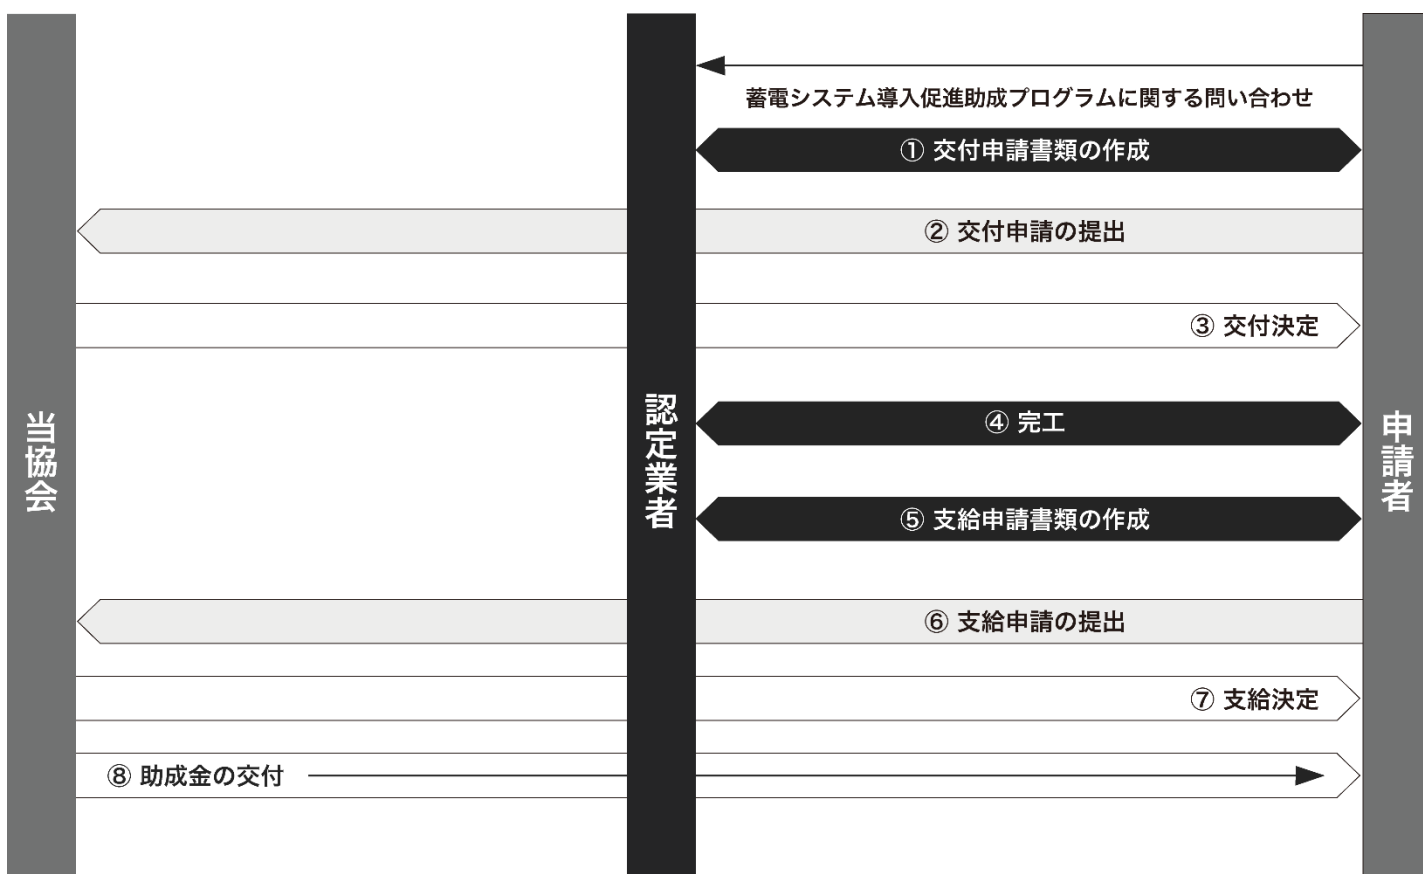 蓄電システム導入促進助成プログラムに関する問い合わせ
① 交付申請書類の作成
② 交付申請の提出
③ 交付決定
④ 完工
⑤ 支給申請書類の作成
⑥ 支給申請の提出
⑦ 支給決定
⑧ 助成金の交付
当協会
認定業者
申請者